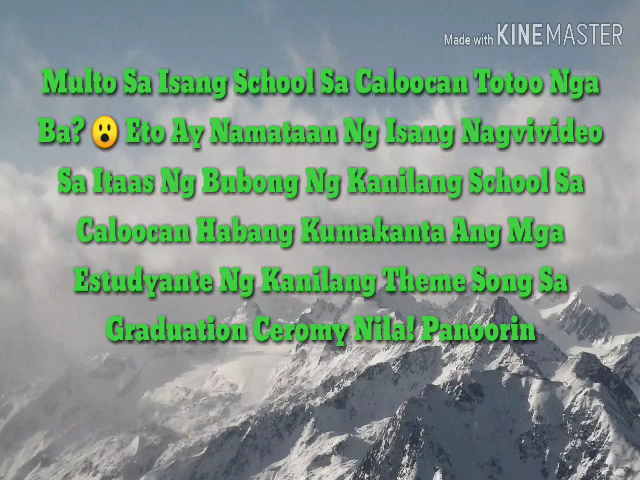 Made with KINEMASTER
Multo Sa Isang School Sa Caloocan Totoo Nga
Ba? 😮 Eto Ay Namataan Ng Isang Nagvivideo
Sa Itaas Ng Bubong Ng Kanilang School Sa
Caloocan Habang Kumakanta Ang Mga
Estudyante Ng Kanilang Theme Song Sa
Graduation Ceromy Nila! Panoorin